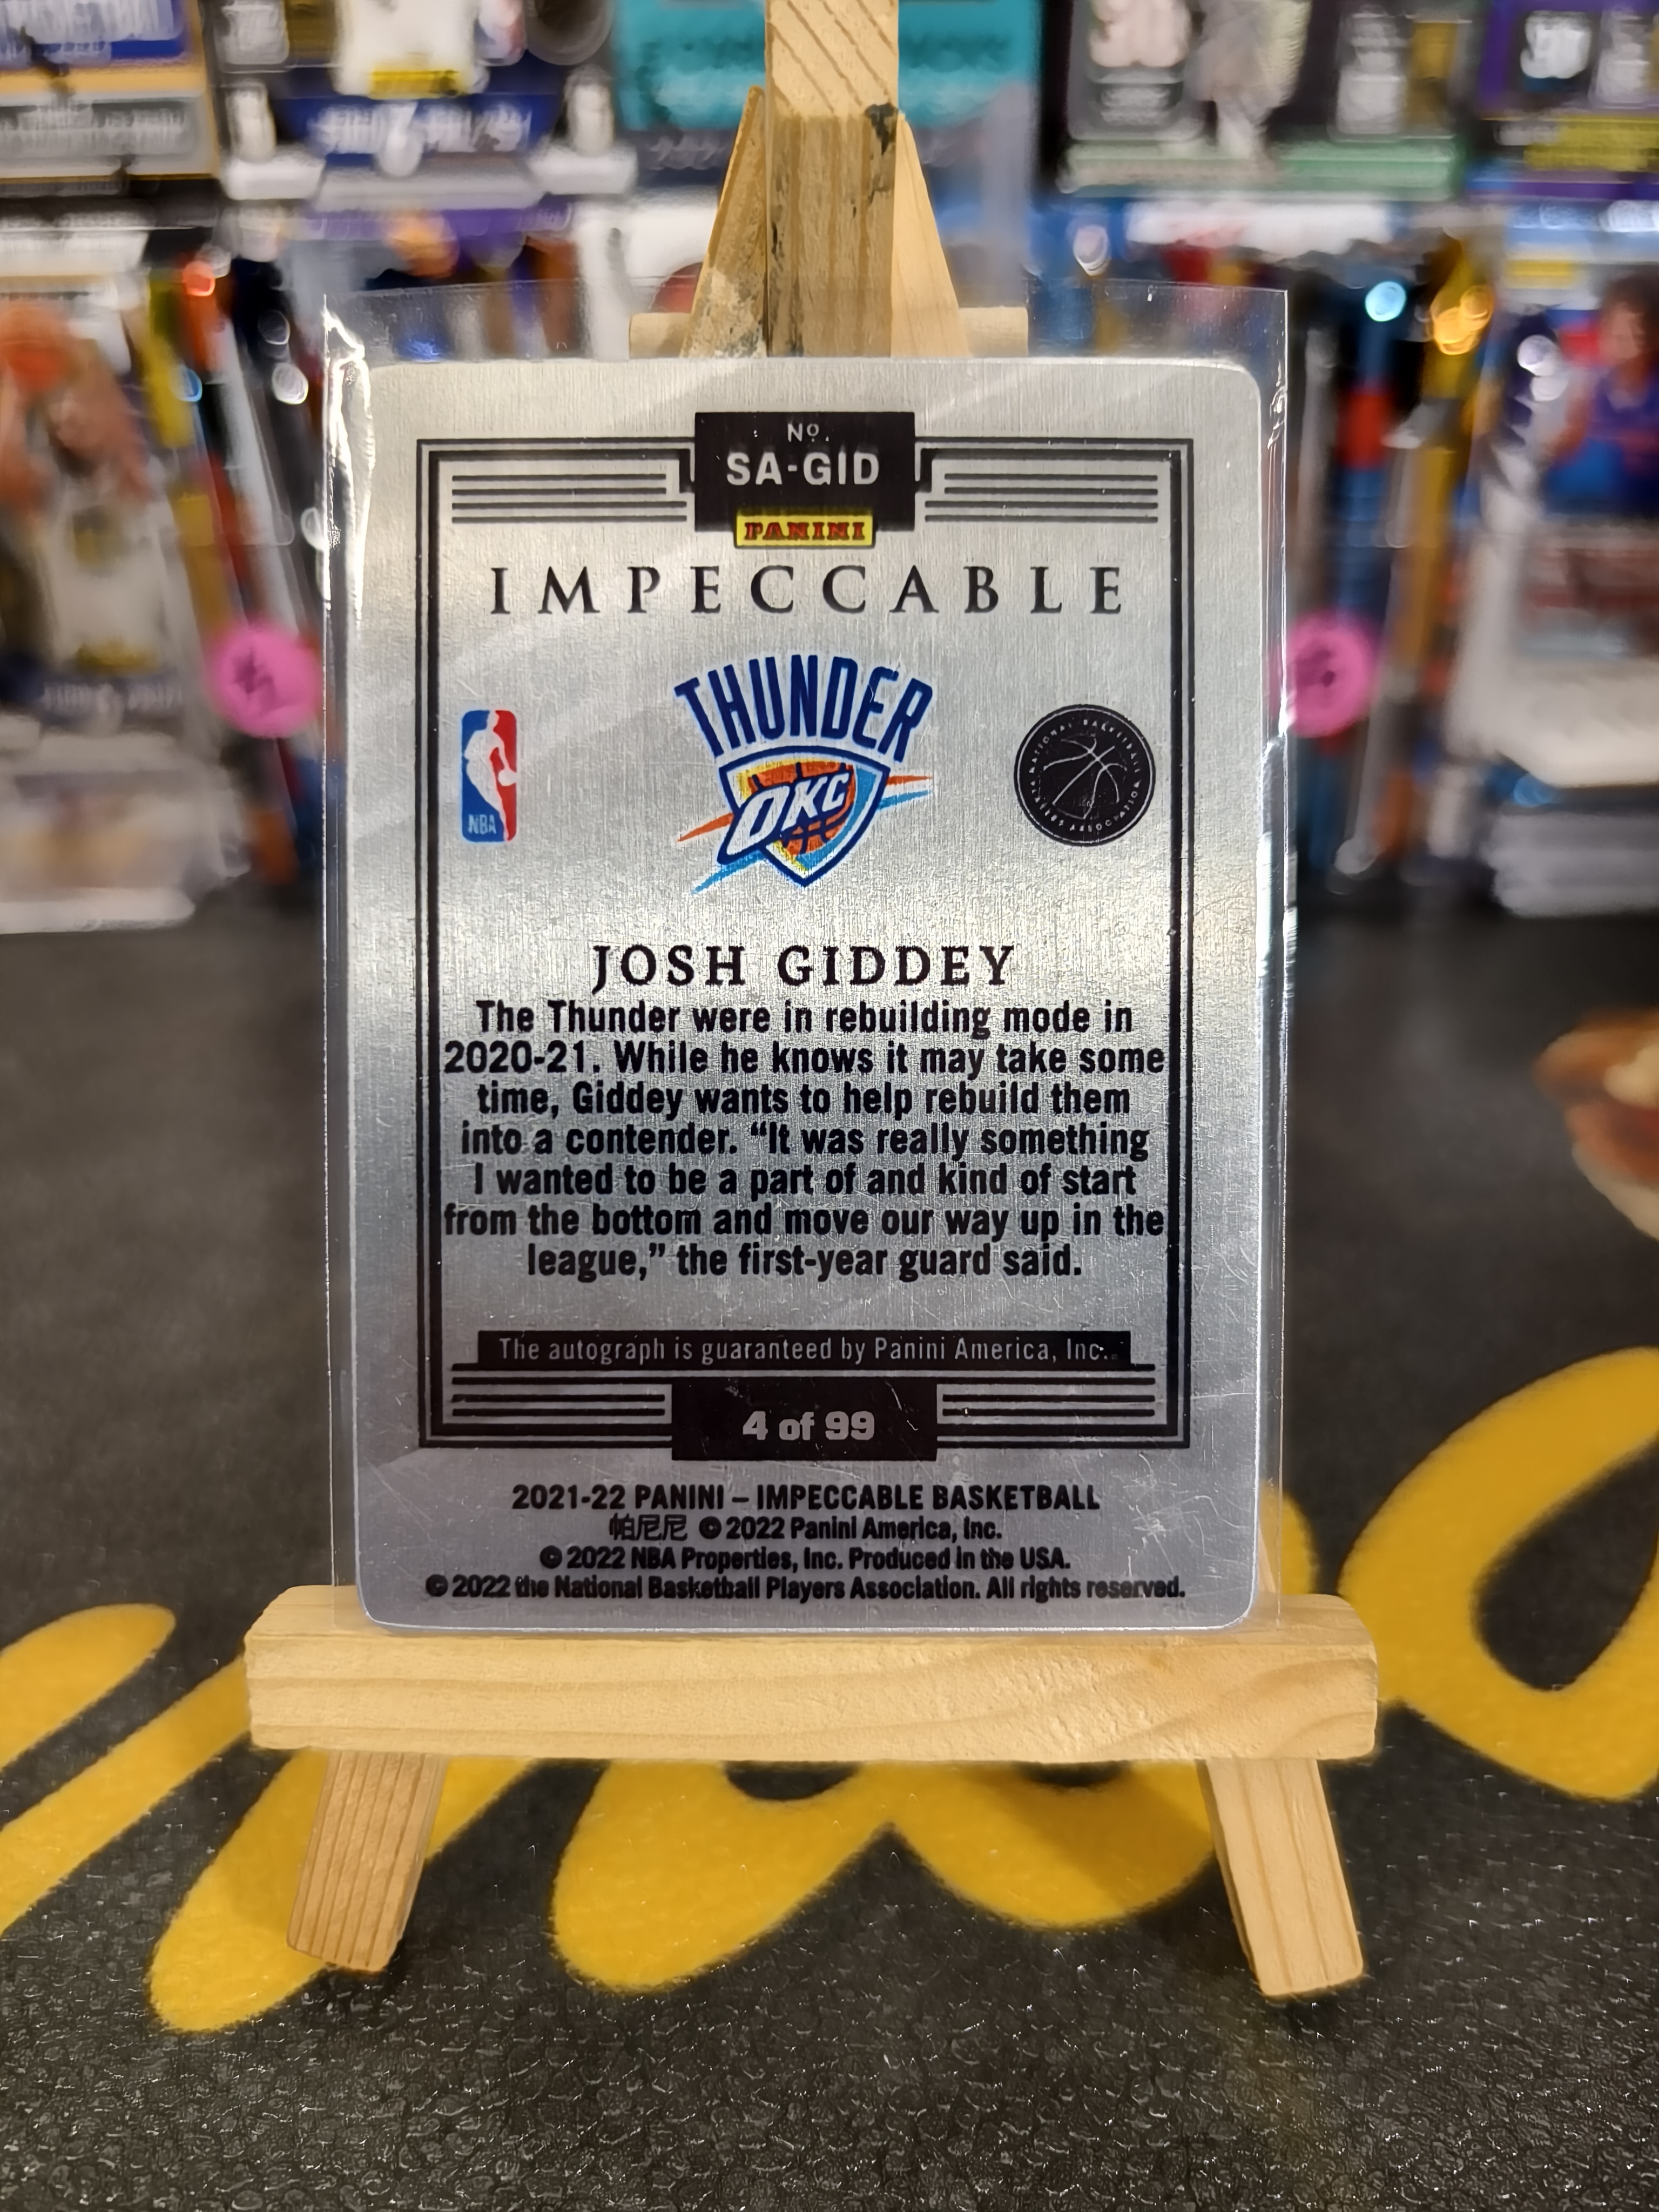 No.
SA-GID
PANINI
IMPECCABLE
THUNDER
OKC
NBA
NATIONAL BASKETBALL PLAYERS ASSOCIATION
JOSH GIDDEY
The Thunder were in rebuilding mode in
2020-21. While he knows it may take some
time, Giddey wants to help rebuild them
into a contender. “It was really something
I wanted to be a part of and kind of start
from the bottom and move our way up in the
league,” the first-year guard said.
The autograph is guaranteed by Panini America, Inc.
4 of 99
2021-22 PANINI – IMPECCABLE BASKETBALL
帕尼尼 © 2022 Panini America, Inc.
© 2022 NBA Properties, Inc. Produced in the USA.
© 2022 the National Basketball Players Association. All rights reserved.